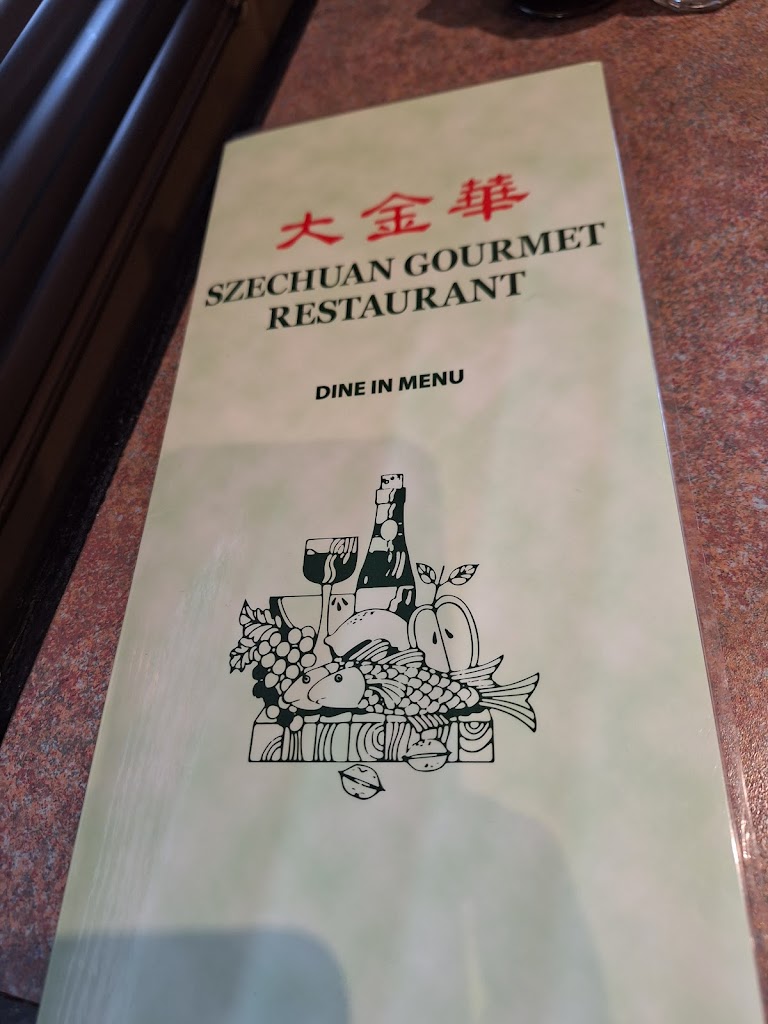 大金華
SZECHUAN GOURMET
RESTAURANT
DINE IN MENU